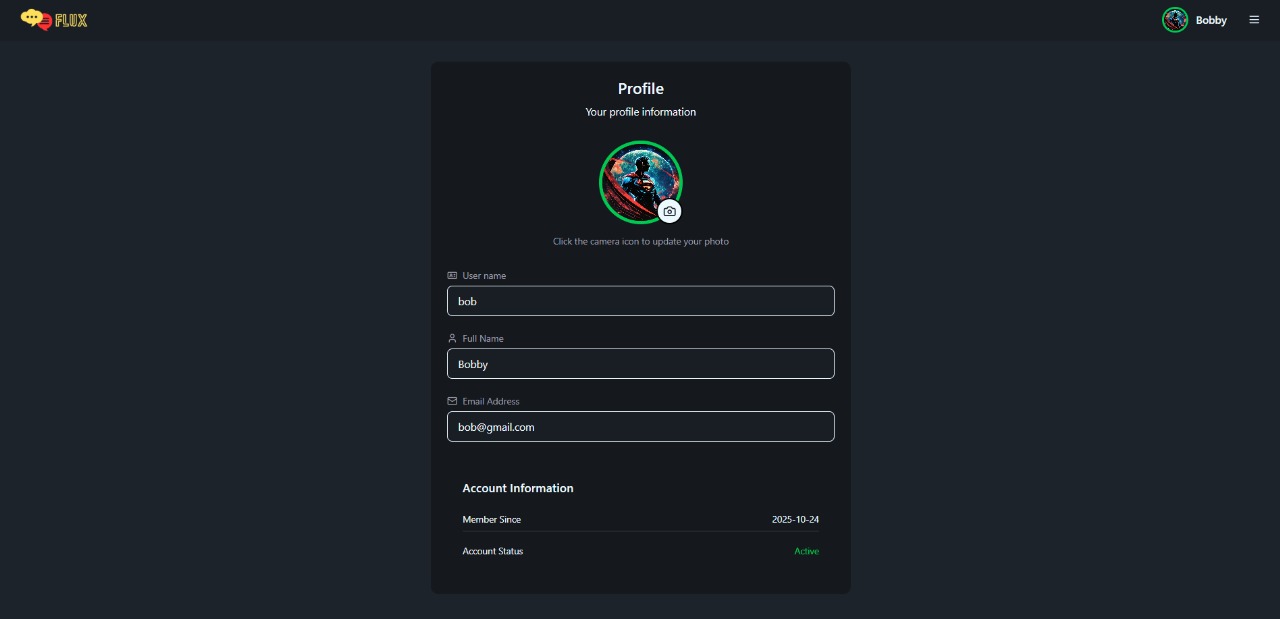 FLUX
Bobby
Profile
Your profile information
Click the camera icon to update your photo
User name
bob
Full Name
Bobby
Email Address
bob@gmail.com
Account Information
Member Since 2025-10-24
Account Status Active